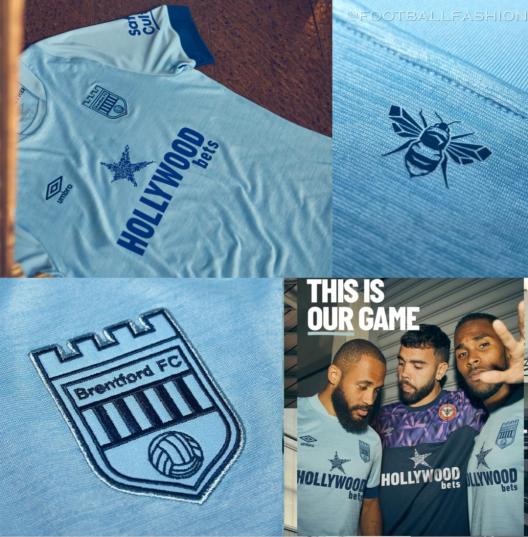 ©FOOTBALLFASHION
umbro
HOLLYWOOD
bets
Brentford FC
THIS IS
OUR GAME
HOLLYWOOD
bets
HOLLYWOOD
bets
HOLLYWOOD
bets